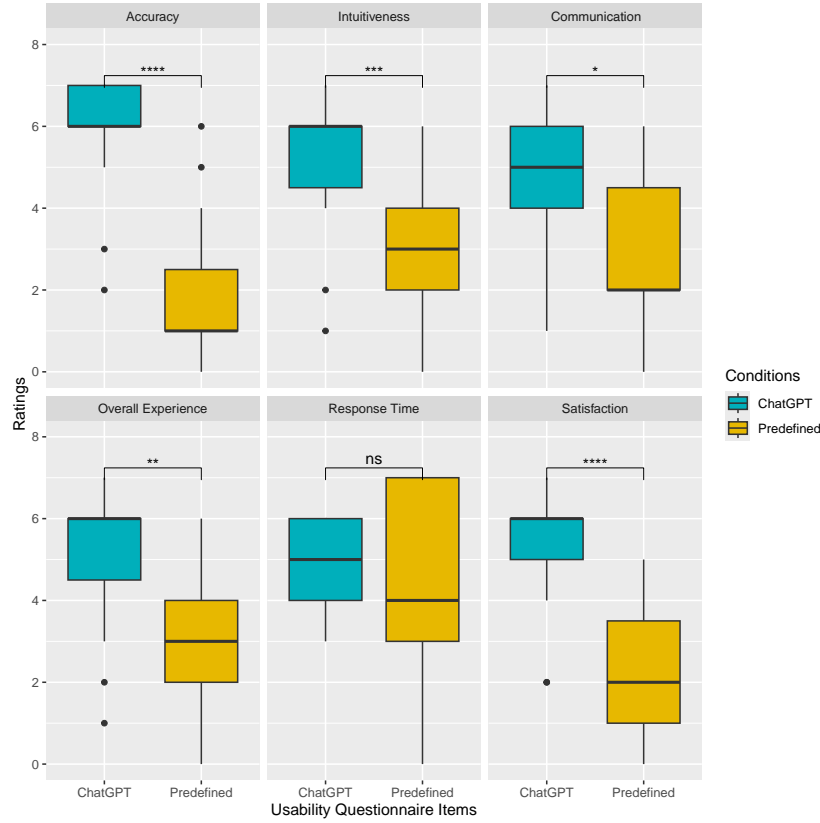 Accuracy
Intuitiveness
Communication
8
6
4
2
0
****
***
*
Overall Experience
Response Time
Satisfaction
8
6
4
2
0
**
ns
****
ChatGPT
Predefined
ChatGPT
Predefined
ChatGPT
Predefined
Usability Questionnaire Items
Ratings
Conditions
ChatGPT
Predefined